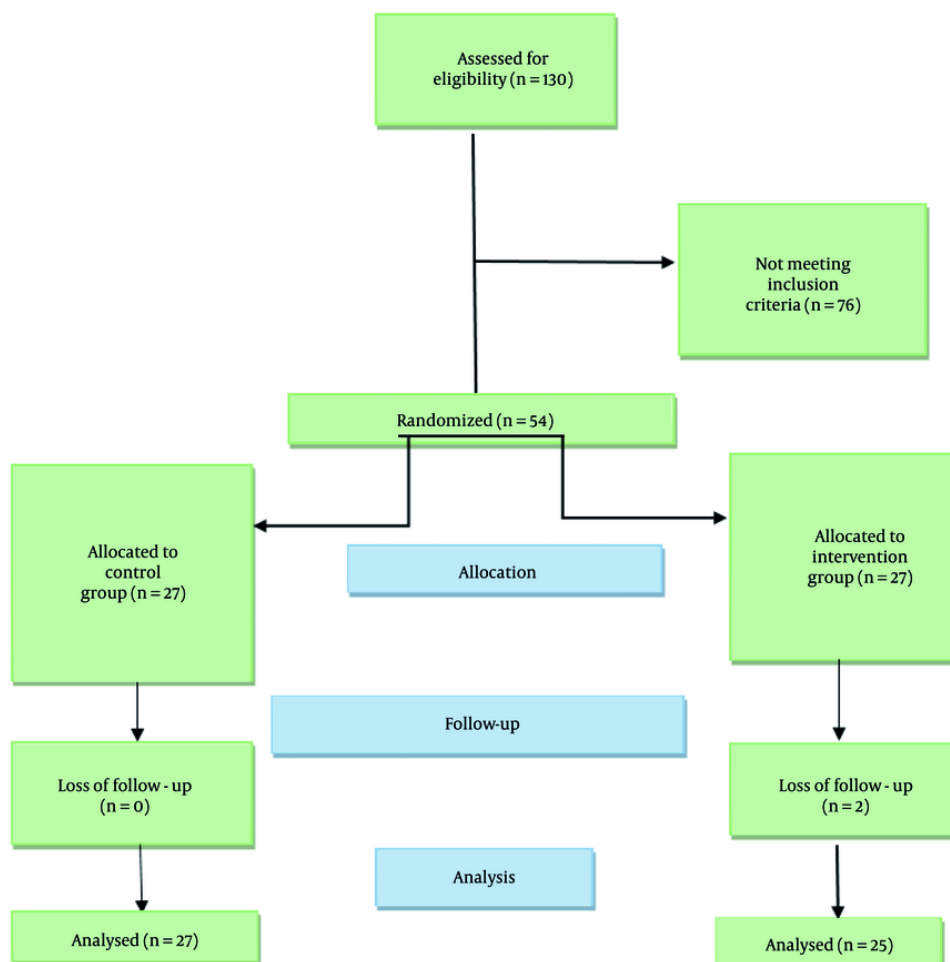 Assessed for
eligibility (n = 130)
Not meeting
inclusion
criteria (n = 76)
Randomized (n = 54)
Allocated to
control
group (n = 27)
Allocation
Allocated to
intervention
group (n = 27)
Follow-up
Loss of follow - up
(n = 0)
Loss of follow - up
(n = 2)
Analysis
Analysed (n = 27)
Analysed (n = 25)